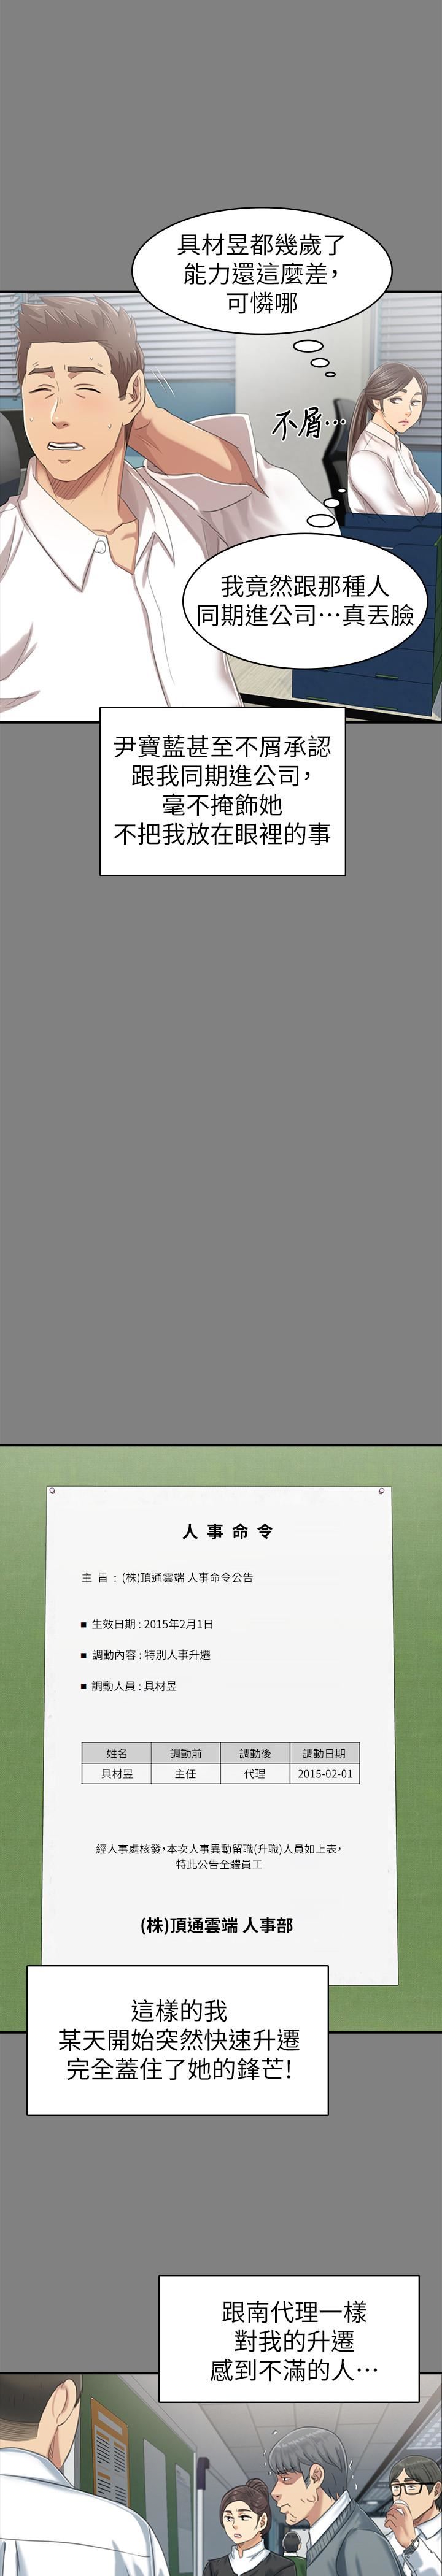 具材昱都幾歲了
能力還這麼差，
可憐哪
不屑…
我竟然跟那種人
同期進公司…真丟臉
尹寶藍甚至不屑承認
跟我同期進公司，
毫不掩飾她
不把我放在眼裡的事
人事命令
主 旨 : (株)頂通雲端 人事命令公告
■ 生效日期 : 2015年2月1日
■ 調動內容 : 特別人事升遷
■ 調動人員 : 具材昱
姓名 調動前 調動後 調動日期
具材昱 主任 代理 2015-02-01
經人事處核發，本次人事異動留職(升職)人員如上表，
特此公告全體員工
(株)頂通雲端 人事部
這樣的我
某天開始突然快速升遷
完全蓋住了她的鋒芒!
跟南代理一樣
對我的升遷
感到不滿的人…